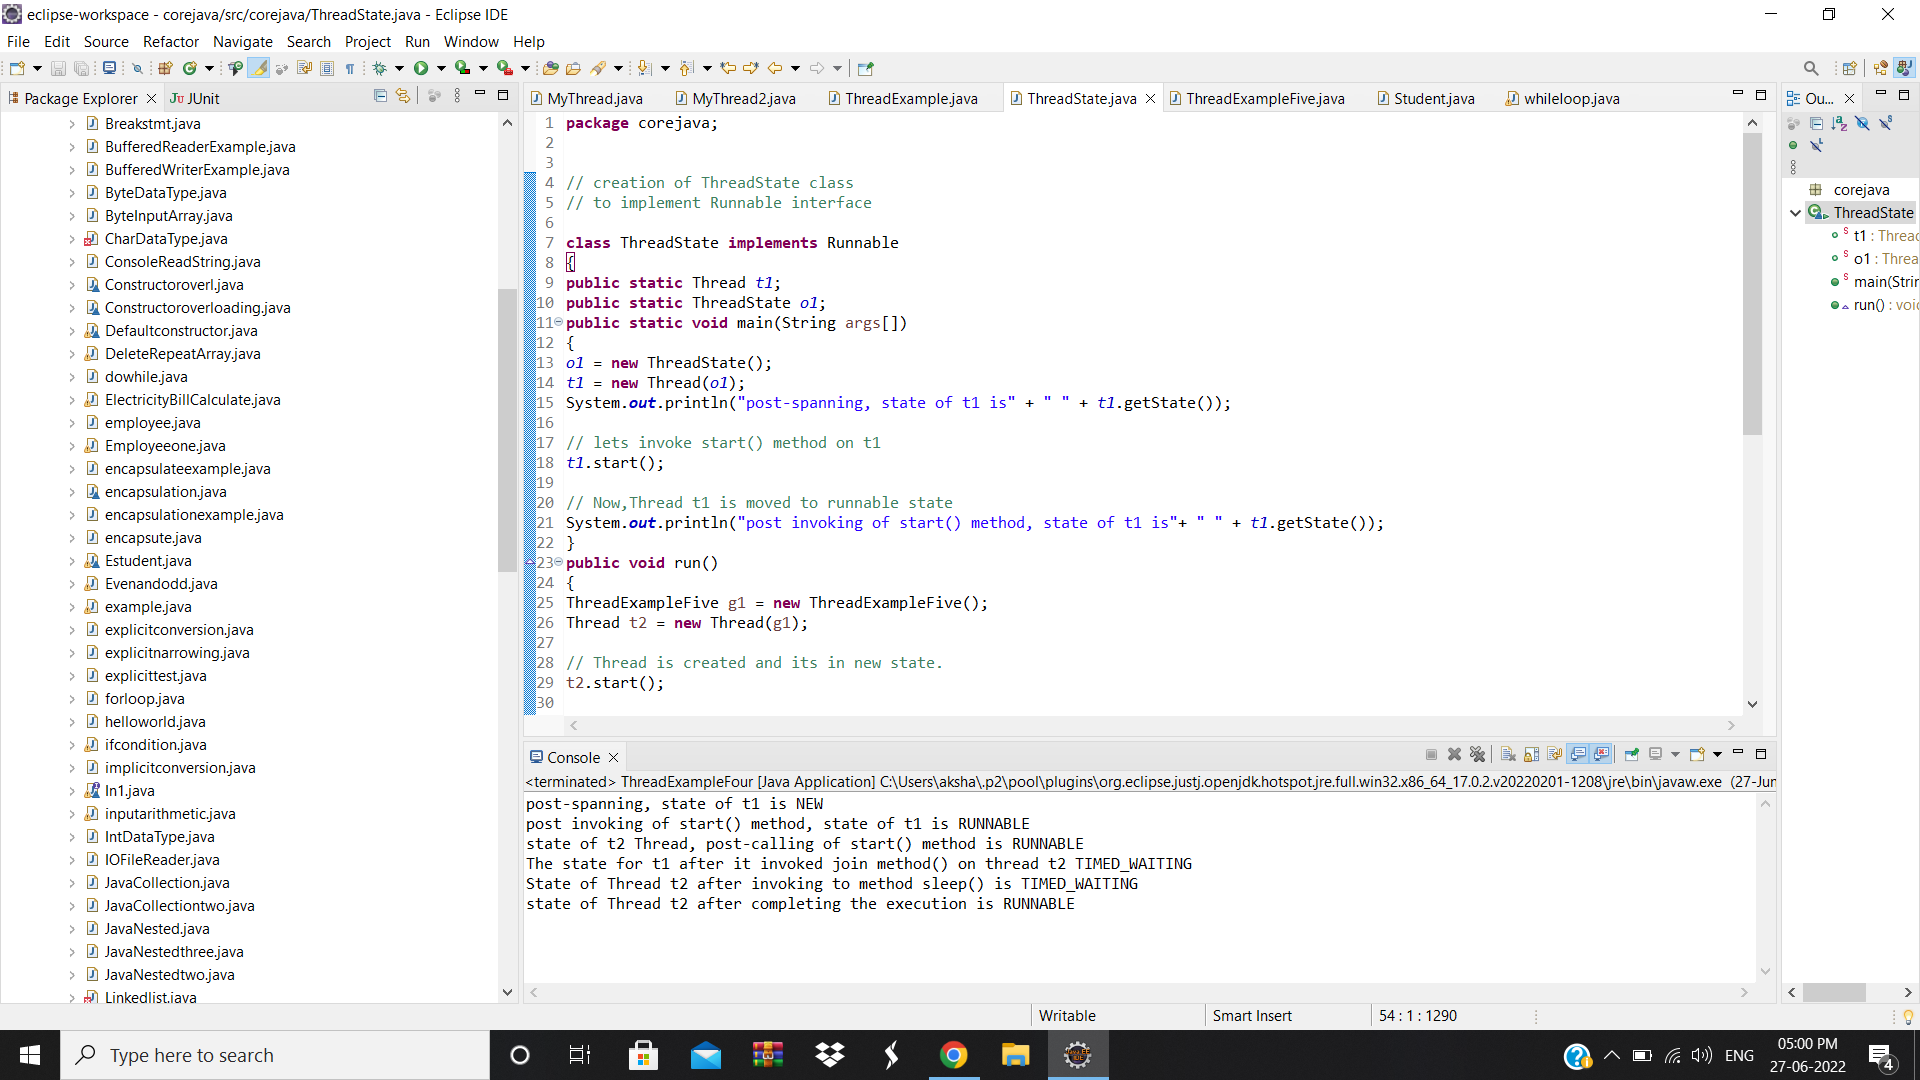 eclipse-workspace - corejava/src/corejava/ThreadState.java - Eclipse IDE
File Edit Source Refactor Navigate Search Project Run Window Help
Package Explorer
JUnit
Breakstmt.java
BufferedReaderExample.java
BufferedWriterExample.java
ByteDataType.java
ByteInputArray.java
CharDataType.java
ConsoleReadString.java
Constructoroverl.java
Constructoroverloading.java
Defaultconstructor.java
DeleteRepeatArray.java
dowhile.java
ElectricityBillCalculate.java
employee.java
Employeeone.java
encapsulateexample.java
encapsulation.java
encapsulationexample.java
encapsute.java
Estudent.java
Evenandodd.java
example.java
explicitconversion.java
explicitnarrowing.java
explicittest.java
forloop.java
helloworld.java
ifcondition.java
implicitconversion.java
In1.java
inputarithmetic.java
IntDataType.java
IOFileReader.java
JavaCollection.java
JavaCollectiontwo.java
JavaNested.java
JavaNestedthree.java
JavaNestedtwo.java
Linkedlist.java
MyThread.java MyThread2.java ThreadExample.java ThreadState.java ThreadExampleFive.java Student.java whileloop.java
1 package corejava;
2
3
4 // creation of ThreadState class
5 // to implement Runnable interface
6
7 class ThreadState implements Runnable
8 {
9 public static Thread t1;
10 public static ThreadState o1;
11 public static void main(String args[])
12 {
13 o1 = new ThreadState();
14 t1 = new Thread(o1);
15 System.out.println("post-spanning, state of t1 is" + " " + t1.getState());
16
17 // lets invoke start() method on t1
18 t1.start();
19
20 // Now,Thread t1 is moved to runnable state
21 System.out.println("post invoking of start() method, state of t1 is"+ " " + t1.getState());
22 }
23 public void run()
24 {
25 ThreadExampleFive g1 = new ThreadExampleFive();
26 Thread t2 = new Thread(g1);
27
28 // Thread is created and its in new state.
29 t2.start();
30
Console
<terminated> ThreadExampleFour [Java Application] C:\Users\aksha\.p2\pool\plugins\org.eclipse.justj.openjdk.hotspot.jre.full.win32.x86_64_17.0.2.v20220201-1208\jre\bin\javaw.exe (27-Jun
post-spanning, state of t1 is NEW
post invoking of start() method, state of t1 is RUNNABLE
state of t2 Thread, post-calling of start() method is RUNNABLE
The state for t1 after it invoked join method() on thread t2 TIMED_WAITING
State of Thread t2 after invoking to method sleep() is TIMED_WAITING
state of Thread t2 after completing the execution is RUNNABLE
Ou...
corejava
ThreadState
t1 : Thread
o1 : Threa
main(Strir
run() : voi
Writable
Smart Insert
54 : 1 : 1290
Type here to search
ENG
05:00 PM
27-06-2022
4